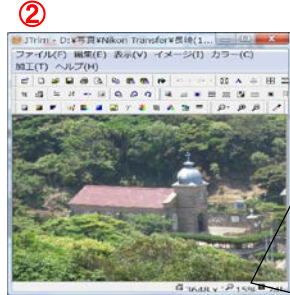 ②
JTrim - D:¥写真¥Nikon Transfer¥長崎(1...
ファイル(F) 編集(E) 表示(V) イメージ(I) カラー(C)
加工(T) ヘルプ(H)
3648 x 15%